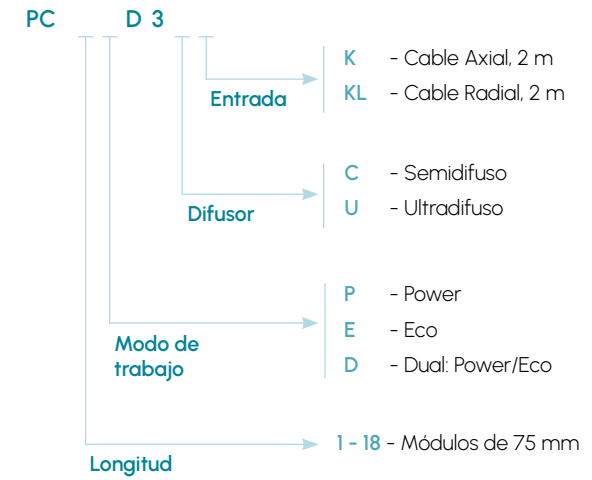 PC D 3
K - Cable Axial, 2 m
KL - Cable Radial, 2 m
Entrada
C - Semidifuso
U - Ultradifuso
Difusor
P - Power
E - Eco
D - Dual: Power/Eco
Modo de
trabajo
1 - 18 - Módulos de 75 mm
Longitud